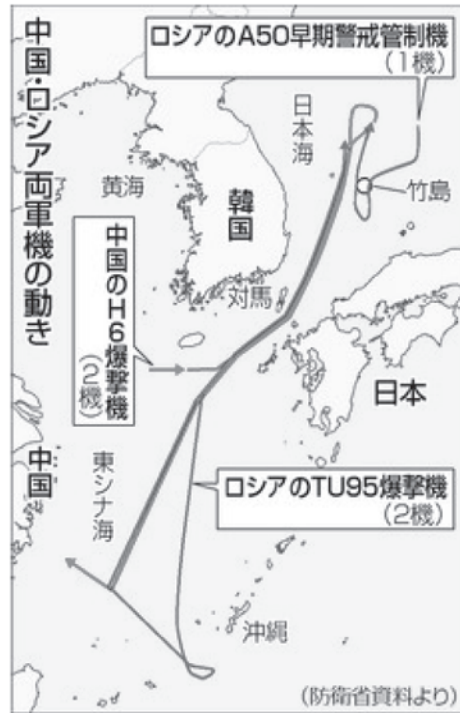 中国・ロシア両軍機の動き
ロシアのA50早期警戒管制機
(1機)
日本海
竹島
黄海
韓国
対馬
中国のH6爆撃機
(2機)
日本
中国
東シナ海
ロシアのTU95爆撃機
(2機)
沖縄
(防衛省資料より)